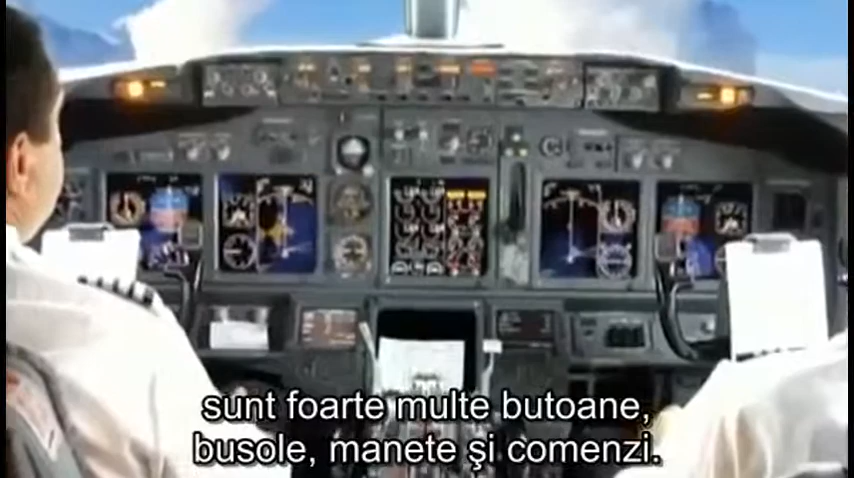 sunt foarte multe butoane,
busole, manete şi comenzi.